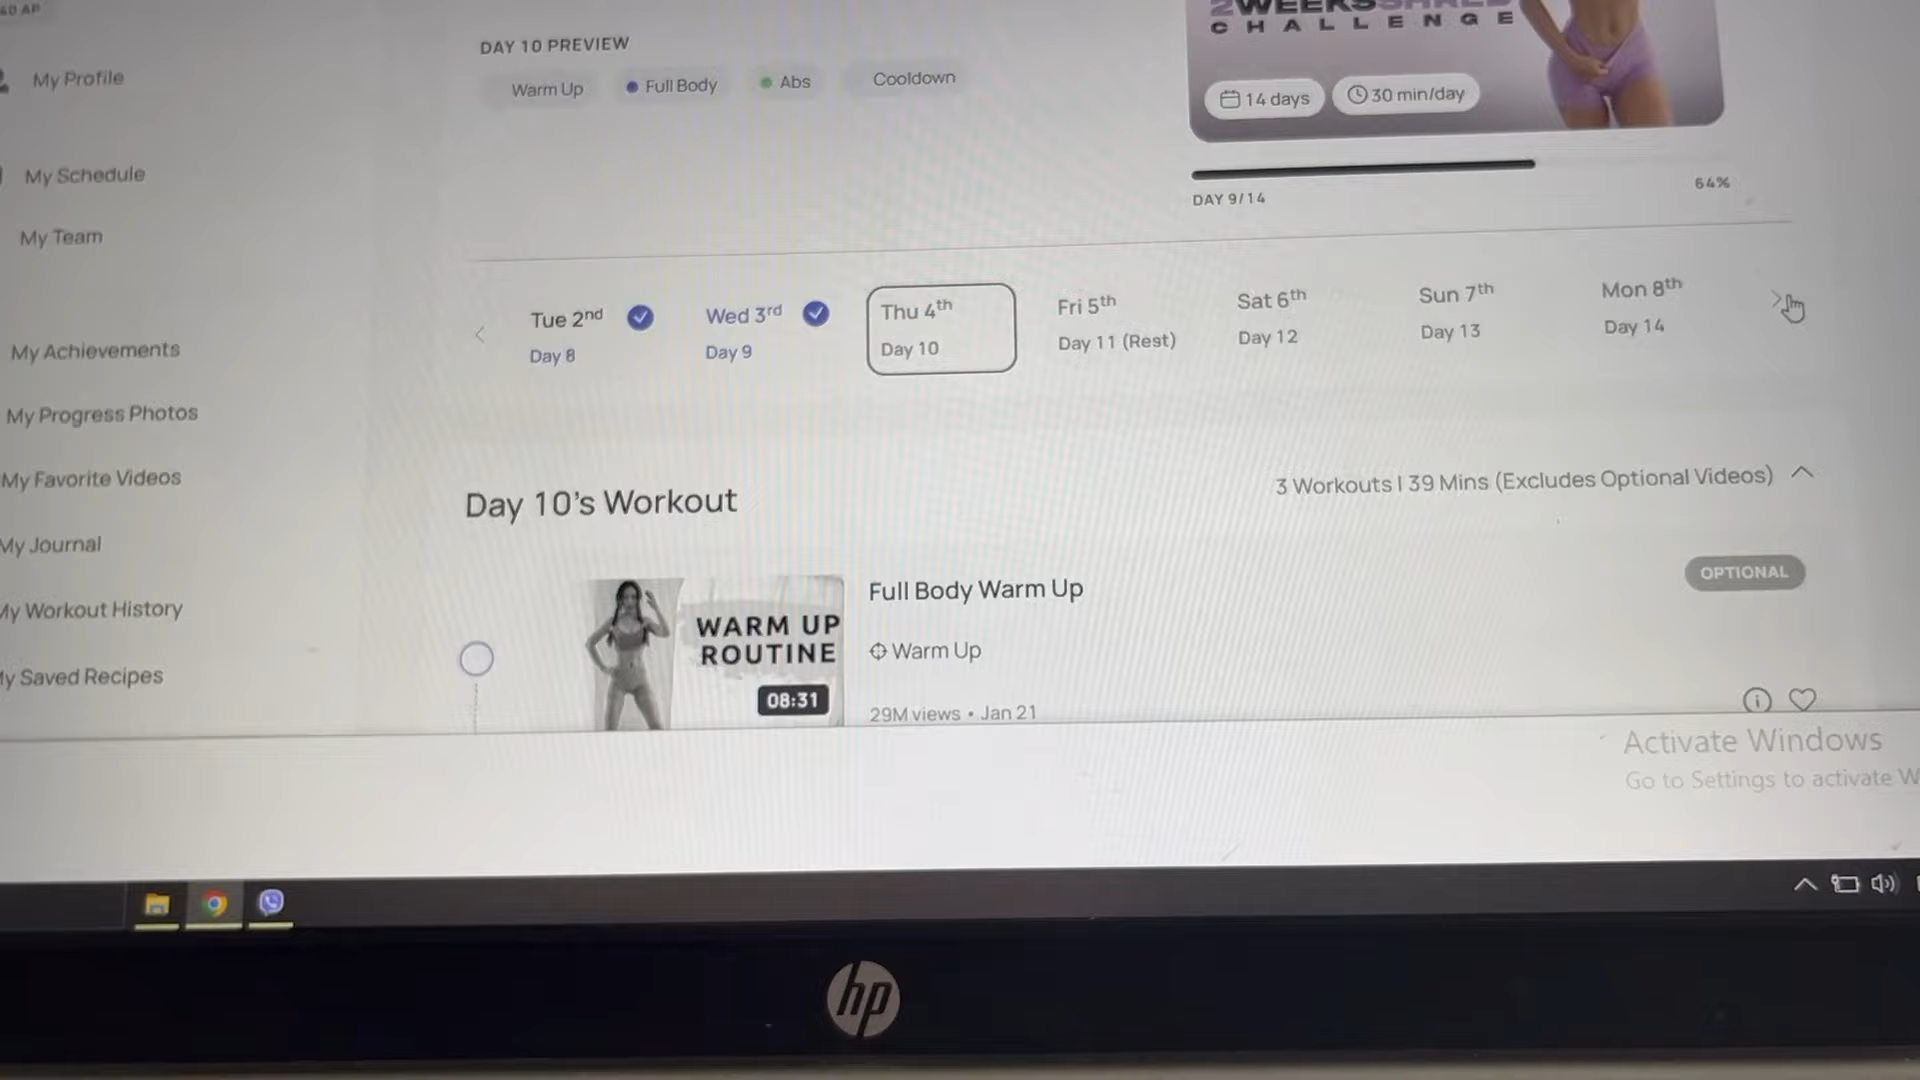 My Profile
My Schedule
My Team
My Achievements
My Progress Photos
My Favorite Videos
My Journal
My Workout History
My Saved Recipes
DAY 10 PREVIEW
Warm Up
Full Body
Abs
Cooldown
2WEEKSSHRED
CHALLENGE
14 days
30 min/day
DAY 9/14
64%
Tue 2nd
Day 8
Wed 3rd
Day 9
Thu 4th
Day 10
Fri 5th
Day 11 (Rest)
Sat 6th
Day 12
Sun 7th
Day 13
Mon 8th
Day 14
Day 10's Workout
3 Workouts | 39 Mins (Excludes Optional Videos)
WARM UP
ROUTINE
08:31
Full Body Warm Up
OPTIONAL
Warm Up
29M views • Jan 21
Activate Windows
Go to Settings to activate W
hp